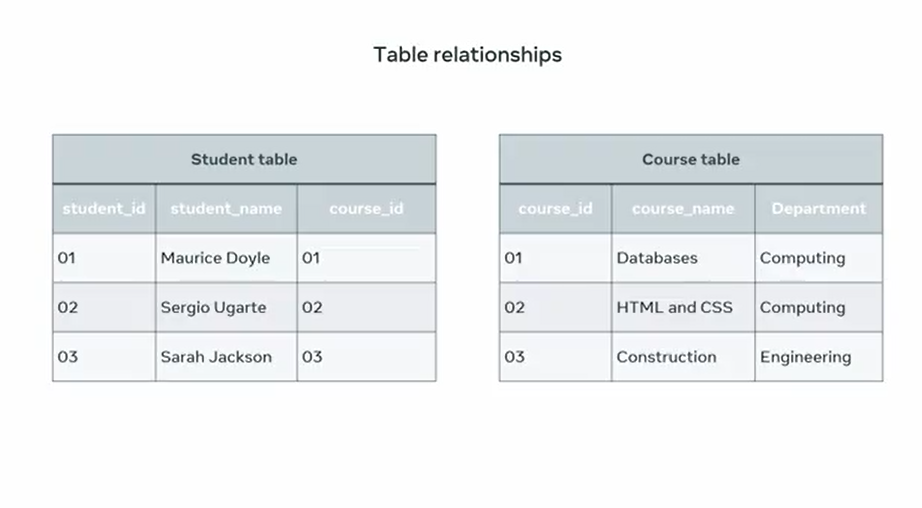 Table relationships
Student table
student_id student_name course_id
01 Maurice Doyle 01
02 Sergio Ugarte 02
03 Sarah Jackson 03
Course table
course_id course_name Department
01 Databases Computing
02 HTML and CSS Computing
03 Construction Engineering